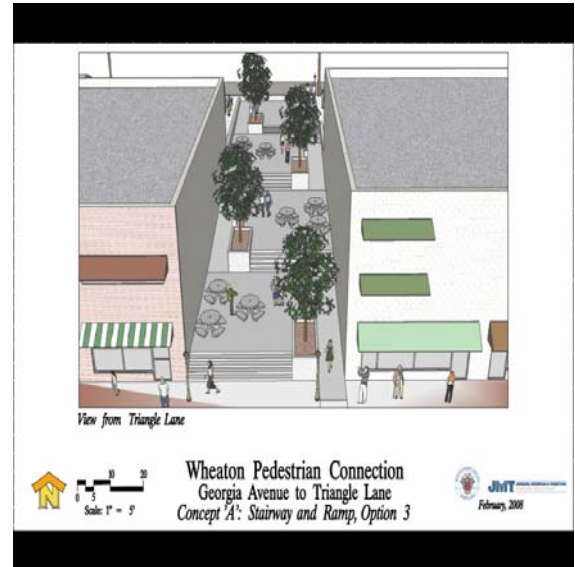 View from Triangle Lane
N
0 5 10 20
Scale: 1" = 5'
Wheaton Pedestrian Connection
Georgia Avenue to Triangle Lane
Concept 'A': Stairway and Ramp, Option 3
JMT
February, 2008